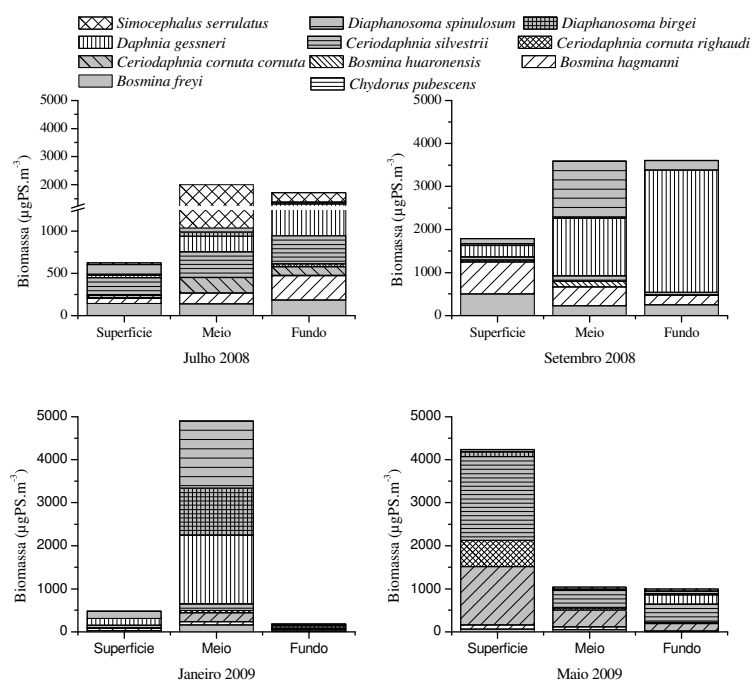 Simocephalus serrulatus Diaphanosoma spinulosum Diaphanosoma birgei
Daphnia gessneri Ceriodaphnia silvestrii Ceriodaphnia cornuta righaudi
Ceriodaphnia cornuta cornuta Bosmina huaronensis Bosmina hagmanni
Bosmina freyi Chydorus pubescens
Biomassa (µgPS.m⁻³)
5000
4000
3000
2000
1000
500
0
Superficie Meio Fundo
Julho 2008
Biomassa (µgPS.m⁻³)
5000
4000
3000
2000
1000
0
Superficie Meio Fundo
Setembro 2008
Biomassa (µgPS.m⁻³)
5000
4000
3000
2000
1000
0
Superficie Meio Fundo
Janeiro 2009
Biomassa (µgPS.m⁻³)
5000
4000
3000
2000
1000
0
Superficie Meio Fundo
Maio 2009